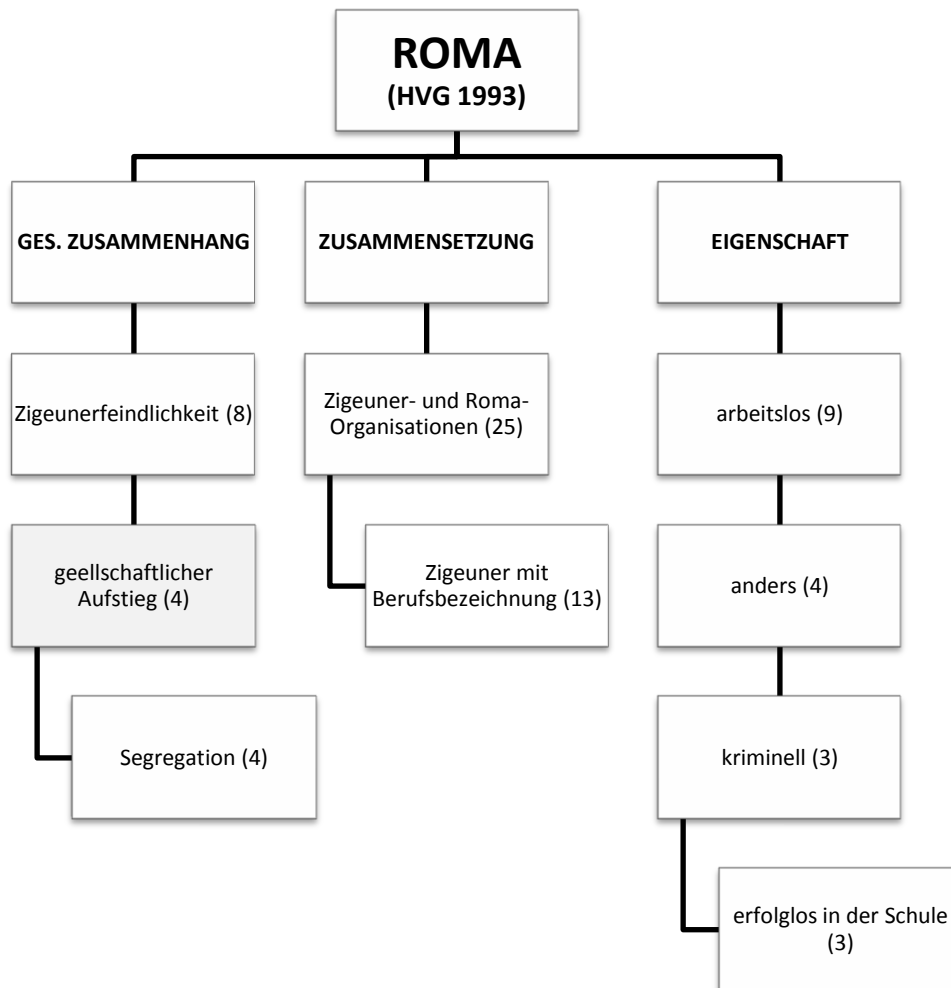 ROMA
(HVG 1993)
GES. ZUSAMMENHANG
ZUSAMMENSETZUNG
EIGENSCHAFT
Zigeunerfeindlichkeit (8)
Zigeuner- und Roma-
Organisationen (25)
arbeitslos (9)
geellschaftlicher
Aufstieg (4)
Zigeuner mit
Berufsbezeichnung (13)
anders (4)
Segregation (4)
kriminell (3)
erfolglos in der Schule
(3)